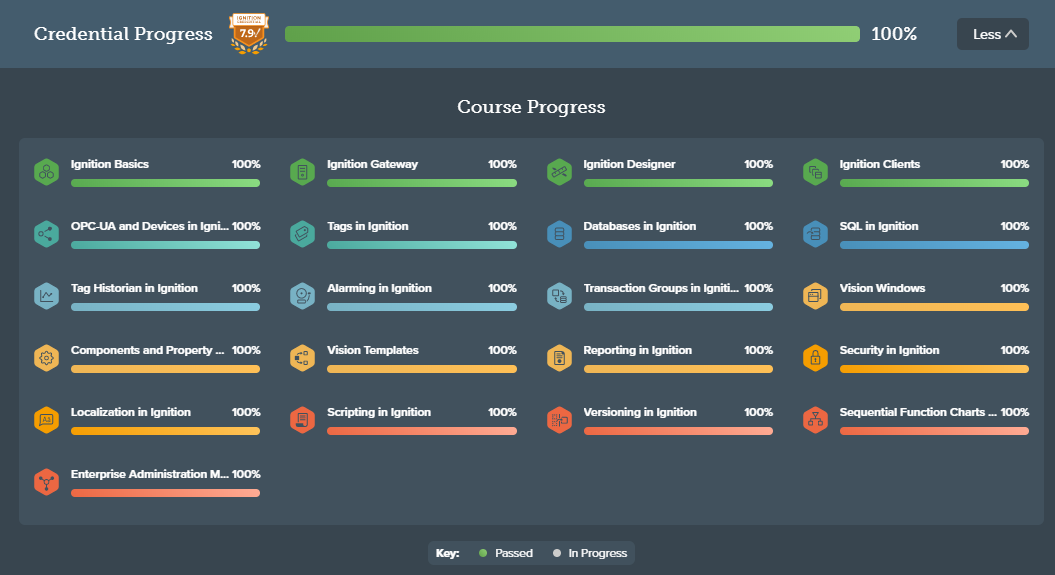 Credential Progress
IGNITION
CREDENTIAL
7.9
100%
Less
Course Progress
Ignition Basics 100%
Ignition Gateway 100%
Ignition Designer 100%
Ignition Clients 100%
OPC-UA and Devices in Igni... 100%
Tags in Ignition 100%
Databases in Ignition 100%
SQL in Ignition 100%
Tag Historian in Ignition 100%
Alarming in Ignition 100%
Transaction Groups in Igniti... 100%
Vision Windows 100%
Components and Property ... 100%
Vision Templates 100%
Reporting in Ignition 100%
Security in Ignition 100%
Localization in Ignition 100%
Scripting in Ignition 100%
Versioning in Ignition 100%
Sequential Function Charts ... 100%
Enterprise Administration M... 100%
Key: Passed In Progress